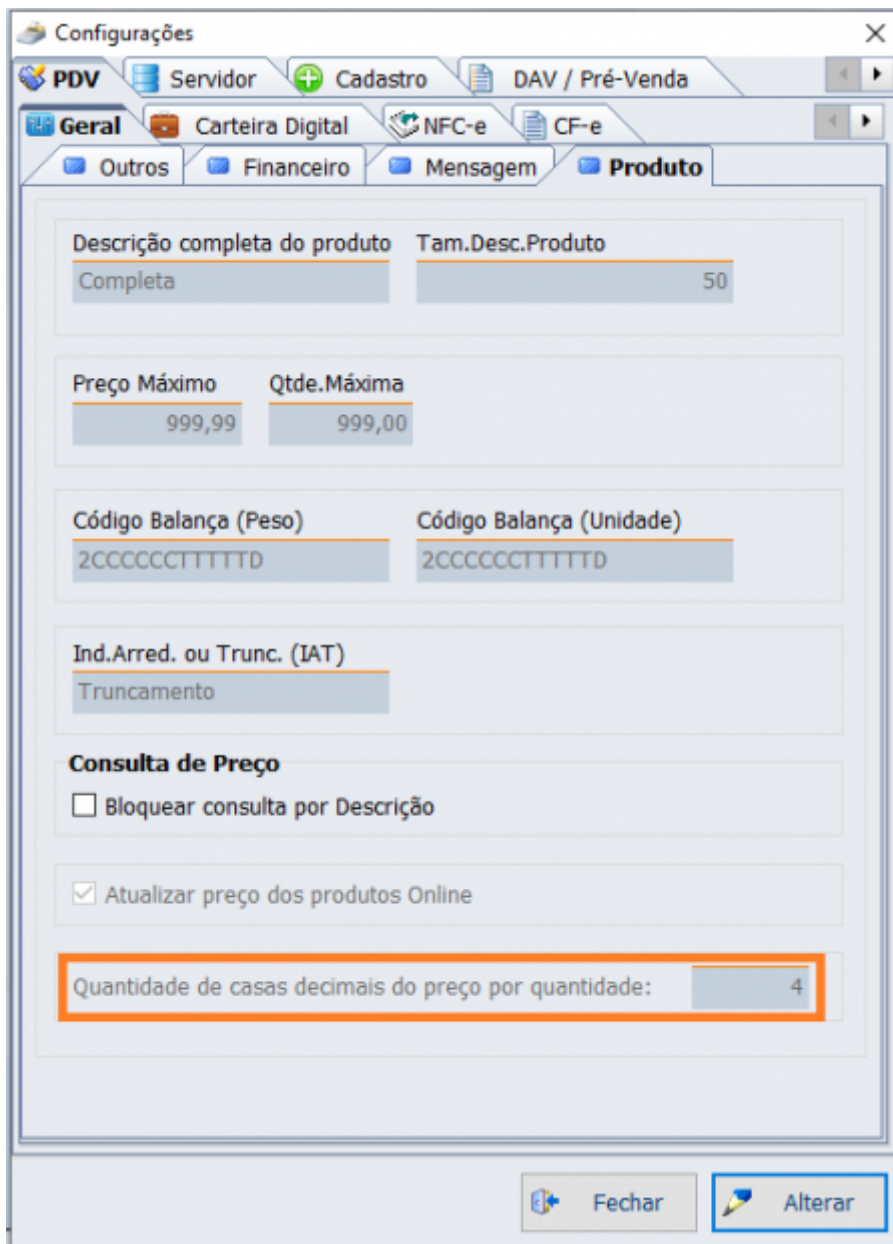 Configurações
PDV Servidor Cadastro DAV / Pré-Venda
Geral Carteira Digital NFC-e CF-e
Outros Financeiro Mensagem Produto
Descrição completa do produto Tam.Desc.Produto
Completa 50
Preço Máximo Qtde.Máxima
999,99 999,00
Código Balança (Peso) Código Balança (Unidade)
2CCCCCCTTTTTD 2CCCCCCTTTTTD
Ind.Arred. ou Trunc. (IAT)
Truncamento
Consulta de Preço
Bloquear consulta por Descrição
Atualizar preço dos produtos Online
Quantidade de casas decimais do preço por quantidade: 4
Fechar Alterar